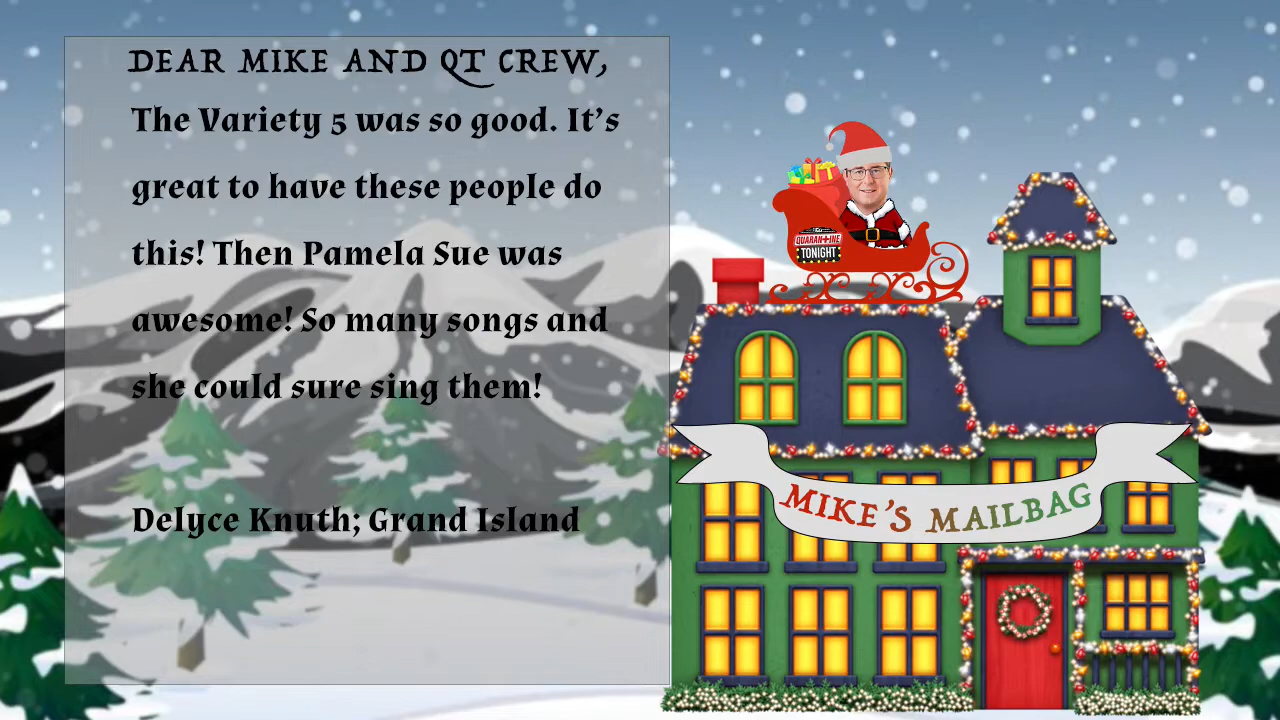 DEAR MIKE AND QT CREW,
The Variety 5 was so good. It's
great to have these people do
this! Then Pamela Sue was
awesome! So many songs and
she could sure sing them!
Delyce Knuth; Grand Island
QUARANTINE
TONIGHT
MIKE'S MAILBAG